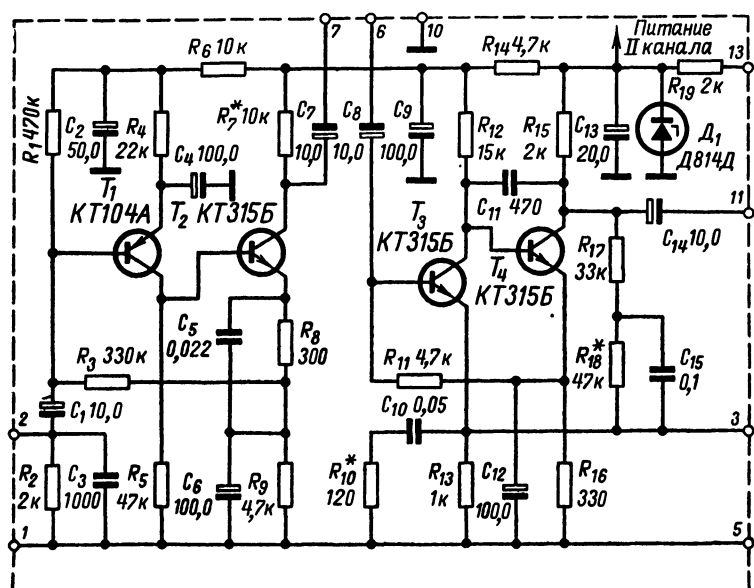 7
6
10
Питание
II канала
13
R₆ 10к
R₁₄ 4,7к
R₁₉
2к
R₁ 470к
C₂
50,0
R₄
22к
R₇* 10к
C₄ 100,0
C₇
10,0
C₈
10,0
C₉
100,0
R₁₂
15к
R₁₅
2к
C₁₃
20,0
Д₁
Д814Д
T₁
КТ104А
T₂
КТ315Б
T₃
КТ315Б
C₁₁
470
T₄
КТ315Б
11
C₁₄ 10,0
R₁₇
33к
C₅
0,022
R₈
300
R₃ 330к
R₁₁ 4,7к
R₁₈*
47к
C₁₅
0,1
C₁ 10,0
C₁₀ 0,05
2
3
R₂
2к
C₃
1000
R₅
47к
C₆
100,0
R₉
4,7к
R₁₀*
120
R₁₃
1к
C₁₂
100,0
R₁₆
330
1
5